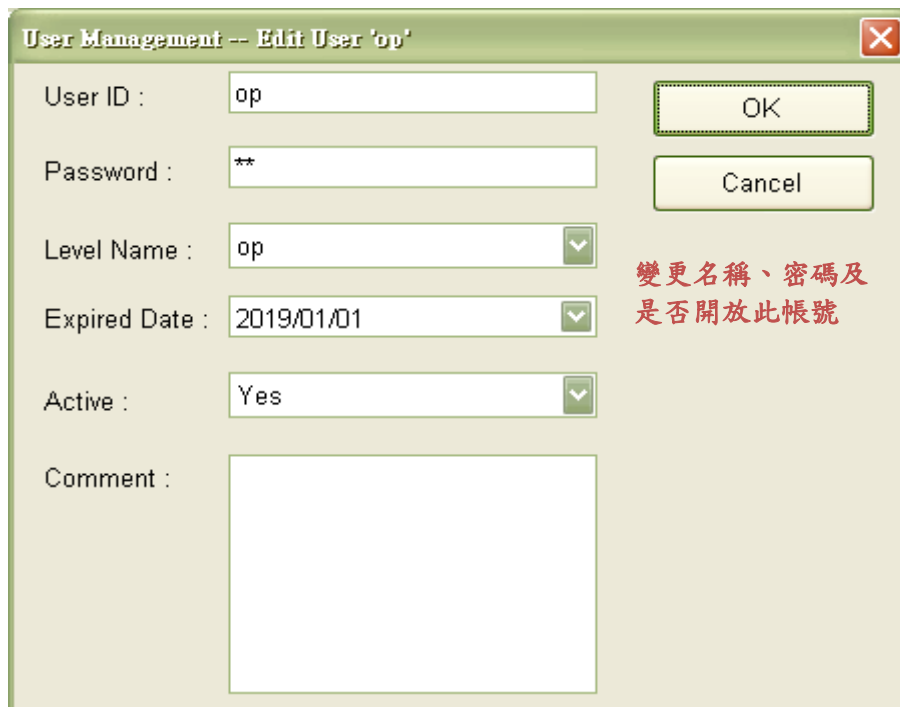 User Management -- Edit User 'op'
User ID : op
OK
Password : **
Cancel
Level Name : op
變更名稱、密碼及
是否開放此帳號
Expired Date : 2019/01/01
Active : Yes
Comment :